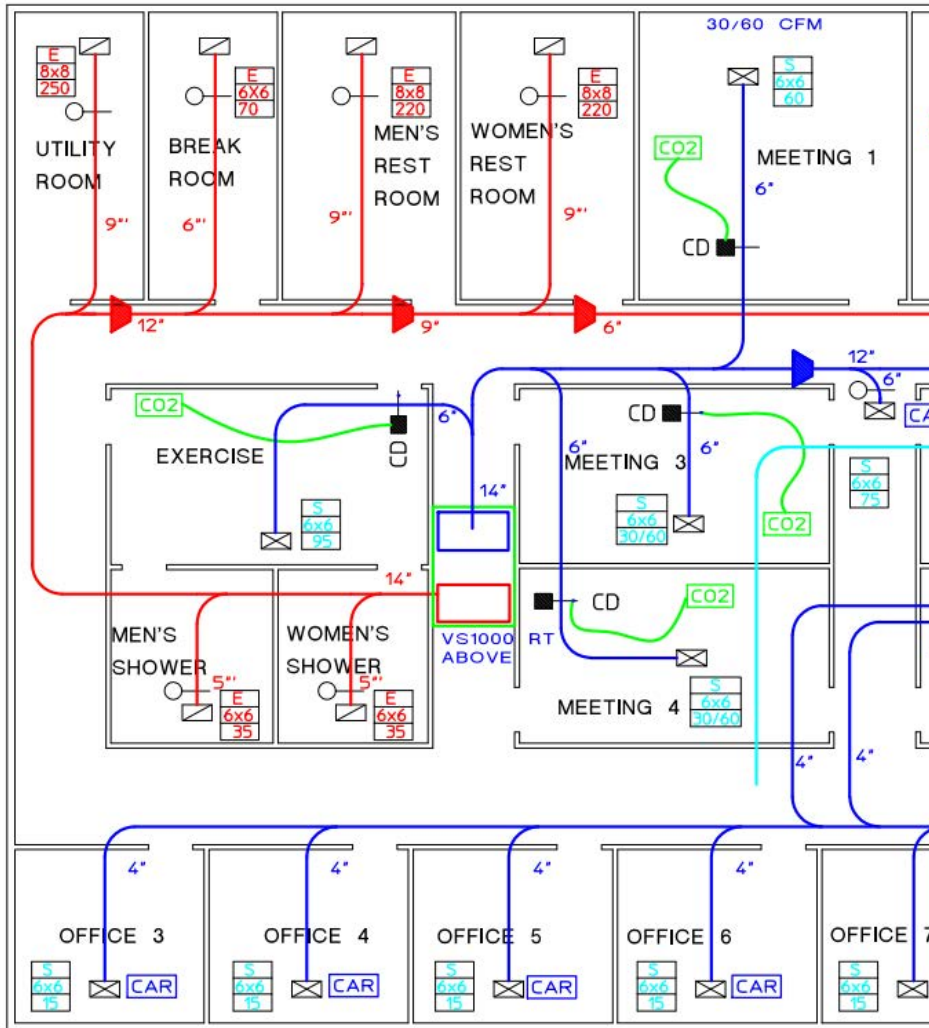 30/60 CFM
E
8x8
250
E
6X6
70
E
8x8
220
E
8x8
220
S
6x6
60
UTILITY
ROOM
BREAK
ROOM
MEN'S
REST
ROOM
WOMEN'S
REST
ROOM
CO2
MEETING 1
6"
9"'
6"'
9"'
9"'
CD
12"
9"
6"
12"
6"
CO2
6"
CD
CD
EXERCISE
6"
MEETING 3
6"
S
6x6
75
14"
S
6x6
95
S
6x6
30/60
CO2
14"
CD
CO2
MEN'S
SHOWER
WOMEN'S
SHOWER
VS1000 RT
ABOVE
5"'
5"'
E
6x6
35
E
6x6
35
MEETING 4
S
6x6
30/60
4"
4"
4"
4"
4"
4"
OFFICE 3
OFFICE 4
OFFICE 5
OFFICE 6
OFFICE 7
S
6x6
15
CAR
S
6x6
15
CAR
S
6x6
15
CAR
S
6x6
15
CAR
S
6x6
15